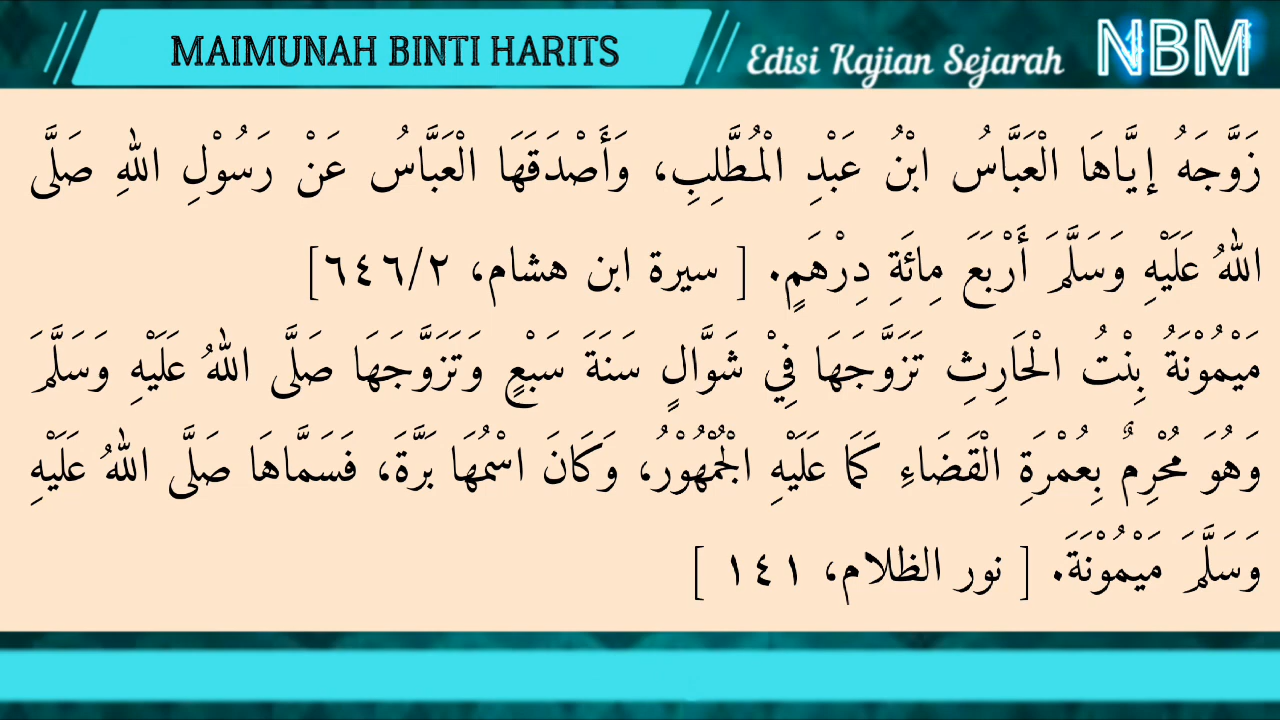 MAIMUNAH BINTI HARITS
Edisi Kajian Sejarah
NBM
زَوَّجَهُ إيَّاهَا الْعَبَّاسُ ابْنُ عَبْدِ الْمُطَّلِبِ، وَأَصْدَقَهَا الْعَبَّاسُ عَنْ رَسُوْلِ اللهِ صَلَّى
اللهُ عَلَيْهِ وَسَلَّمَ أَرْبَعَ مِائَةِ دِرْهَمٍ. [ سيرة ابن هشام، ٦٤٦/٢]
مَيْمُوْنَةُ بِنْتُ الْحَارِثِ تَزَوَّجَهَا فِيْ شَوَّالٍ سَنَةَ سَبْعٍ وَتَزَوَّجَهَا صَلَّى اللهُ عَلَيْهِ وَسَلَّمَ
وَهُوَ مُحْرِمٌ بِعُمْرَةِ الْقَضَاءِ كَمَا عَلَيْهِ الْجُمْهُوْرُ، وَكَانَ اسْمُهَا بَرَّةَ، فَسَمَّاهَا صَلَّى اللهُ عَلَيْهِ
وَسَلَّمَ مَيْمُوْنَةَ. [ نور الظلام، ١٤١ ]